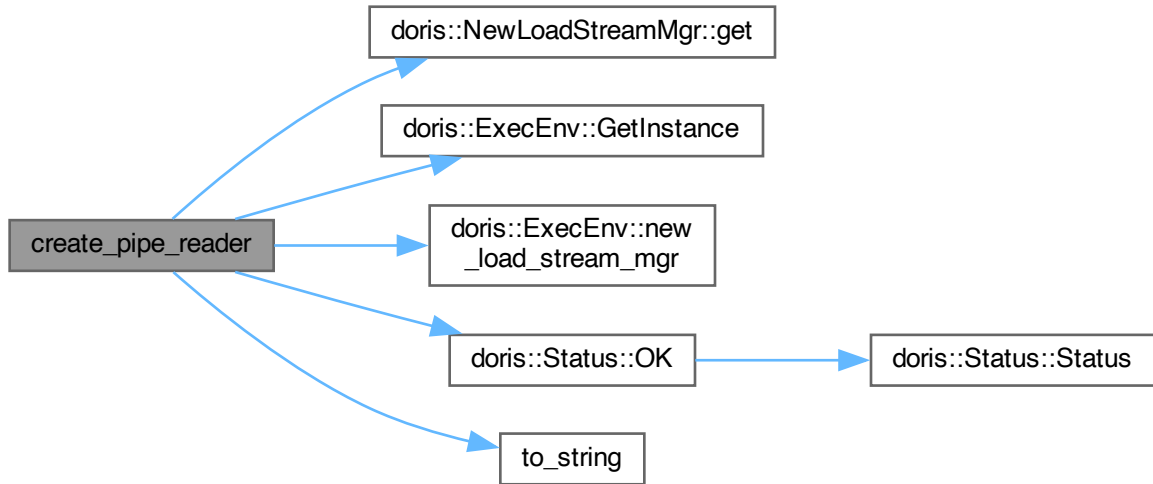 doris::NewLoadStreamMgr::get
doris::ExecEnv::GetInstance
create_pipe_reader
doris::ExecEnv::new
_load_stream_mgr
doris::Status::OK
doris::Status::Status
to_string